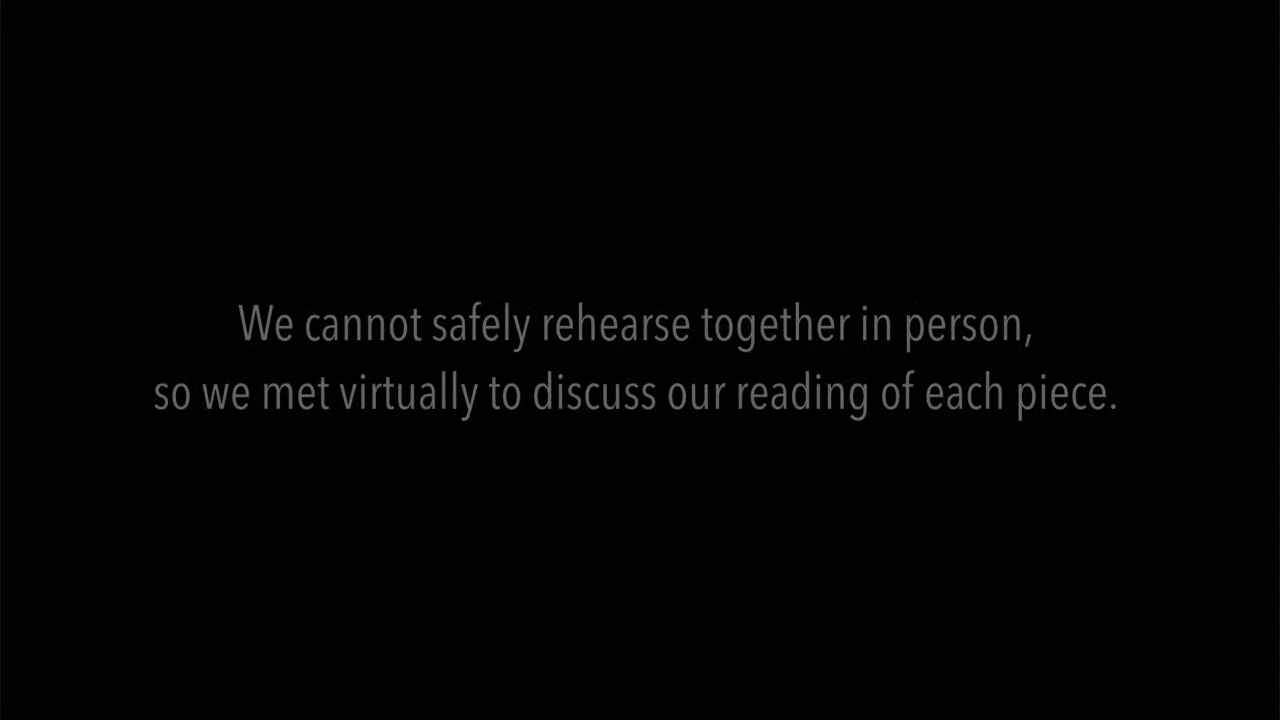 We cannot safely rehearse together in person,
so we met virtually to discuss our reading of each piece.